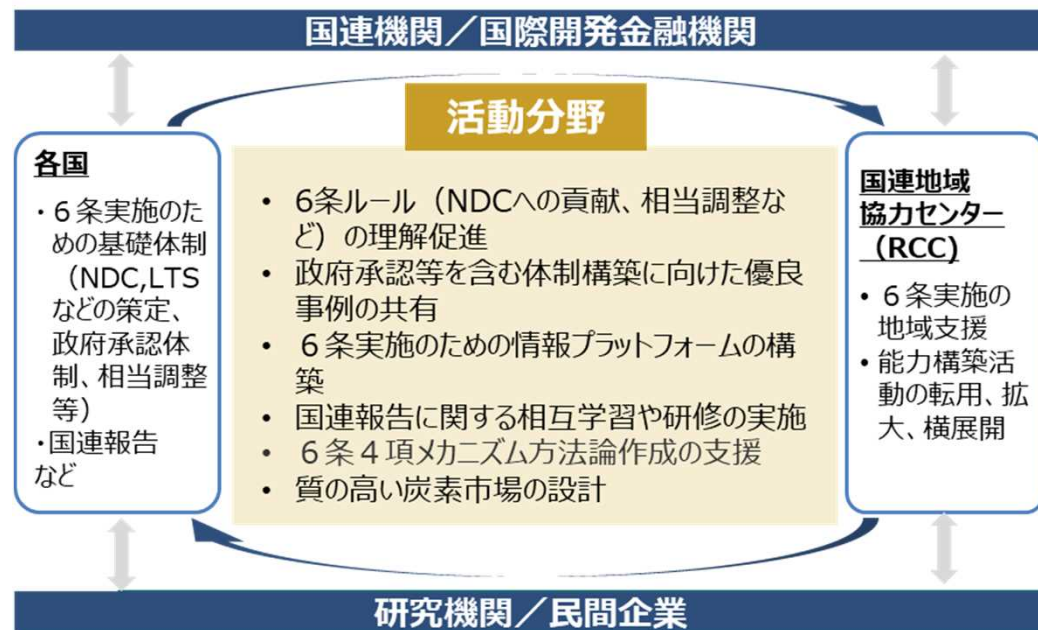 国連機関／国際開発金融機関
活動分野
各国
・６条実施のた
めの基礎体制
（NDC,LTS
などの策定、
政府承認体
制、相当調整
等）
・国連報告
など
• 6条ルール（NDCへの貢献、相当調整な
ど）の理解促進
• 政府承認等を含む体制構築に向けた優良
事例の共有
• ６条実施のための情報プラットフォームの構
築
• 国連報告に関する相互学習や研修の実施
• ６条４項メカニズム方法論作成の支援
• 質の高い炭素市場の設計
国連地域
協力センター
（RCC)
• ６条実施の
地域支援
• 能力構築活
動の転用、拡
大、横展開
研究機関／民間企業